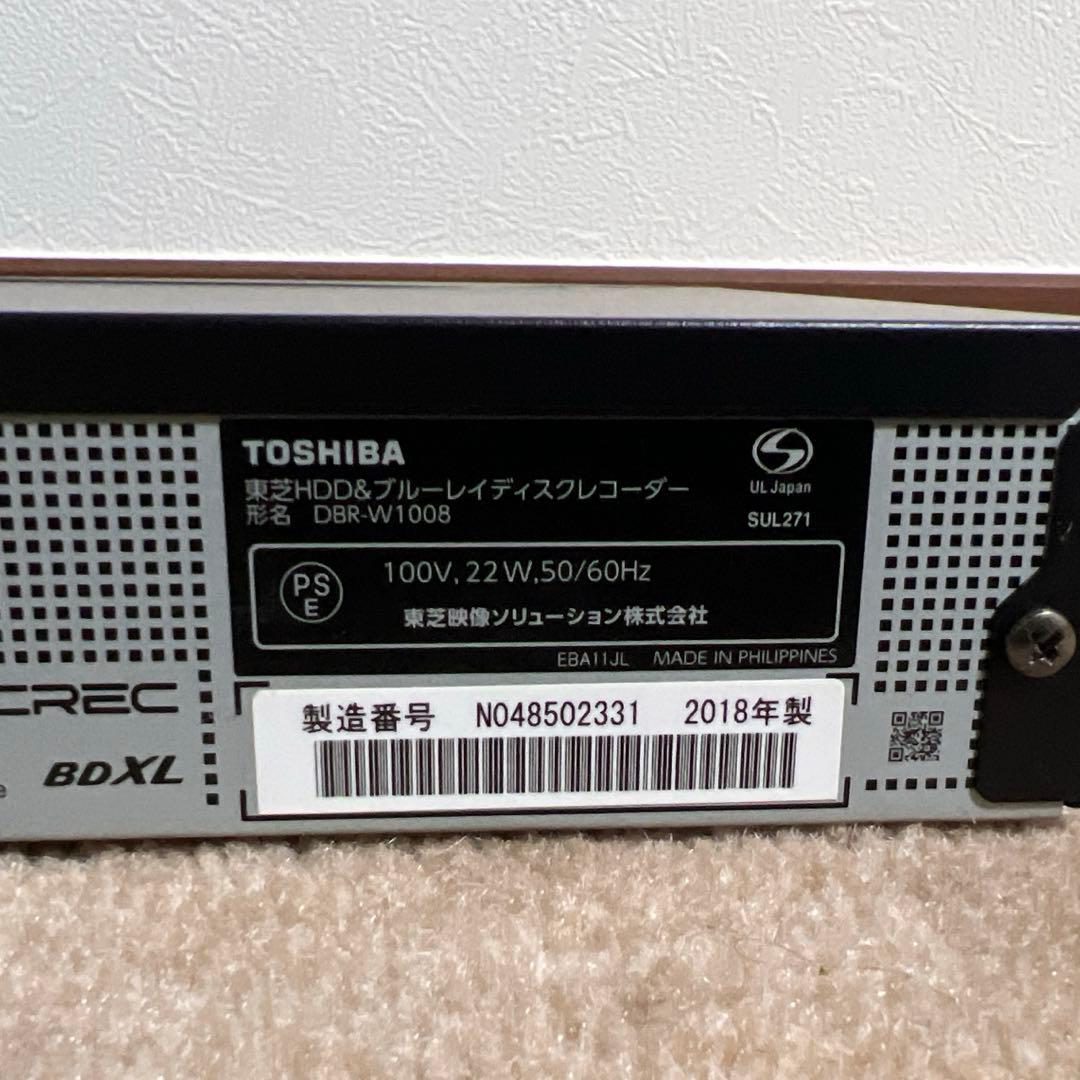 TOSHIBA
東芝HDD&ブルーレイディスクレコーダー
形名 DBR-W1008
UL Japan
SUL271
PS
E
100V, 22W, 50/60Hz
東芝映像ソリューション株式会社
EBA11JL MADE IN PHILIPPINES
CREC
BDXL
製造番号 N048502331 2018年製